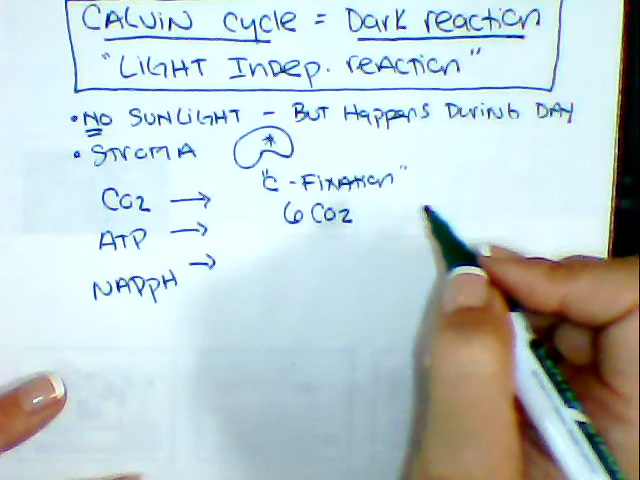 CALVIN cycle = Dark reaction
"LIGHT Indep. reaction"
• NO SUNLIGHT - BUT Happens During DAY
• STROMA
"C - Fixation"
CO2 →
6 CO2
ATP →
NADPH →